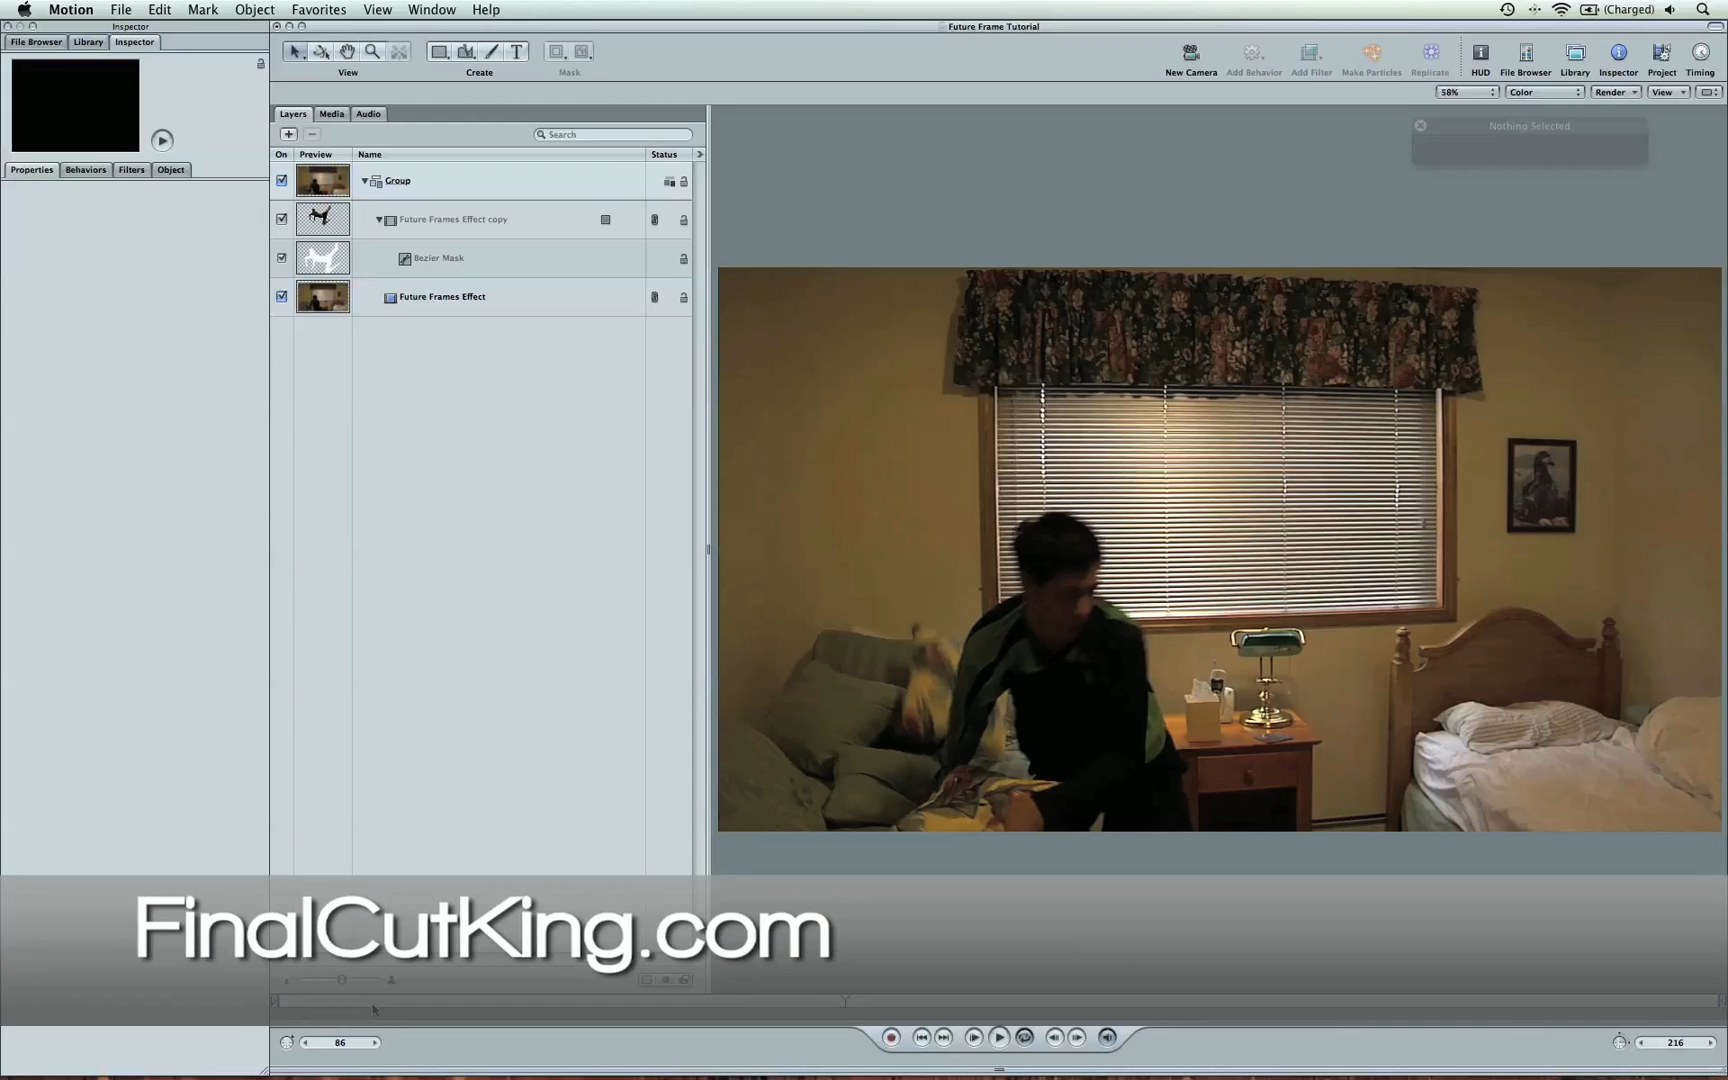 Motion File Edit Mark Object Favorites View Window Help (Charged)
Inspector
Future Frame Tutorial
File Browser Library Inspector
View Create Mask
New Camera Add Behavior Add Filter Make Particles Replicate HUD File Browser Library Inspector Project Timing
58% Color Render View
Layers Media Audio
Nothing Selected
Search
On Preview Name Status
Properties Behaviors Filters Object
Group
Future Frames Effect copy
Bezier Mask
Future Frames Effect
FinalCutKing.com
86
216